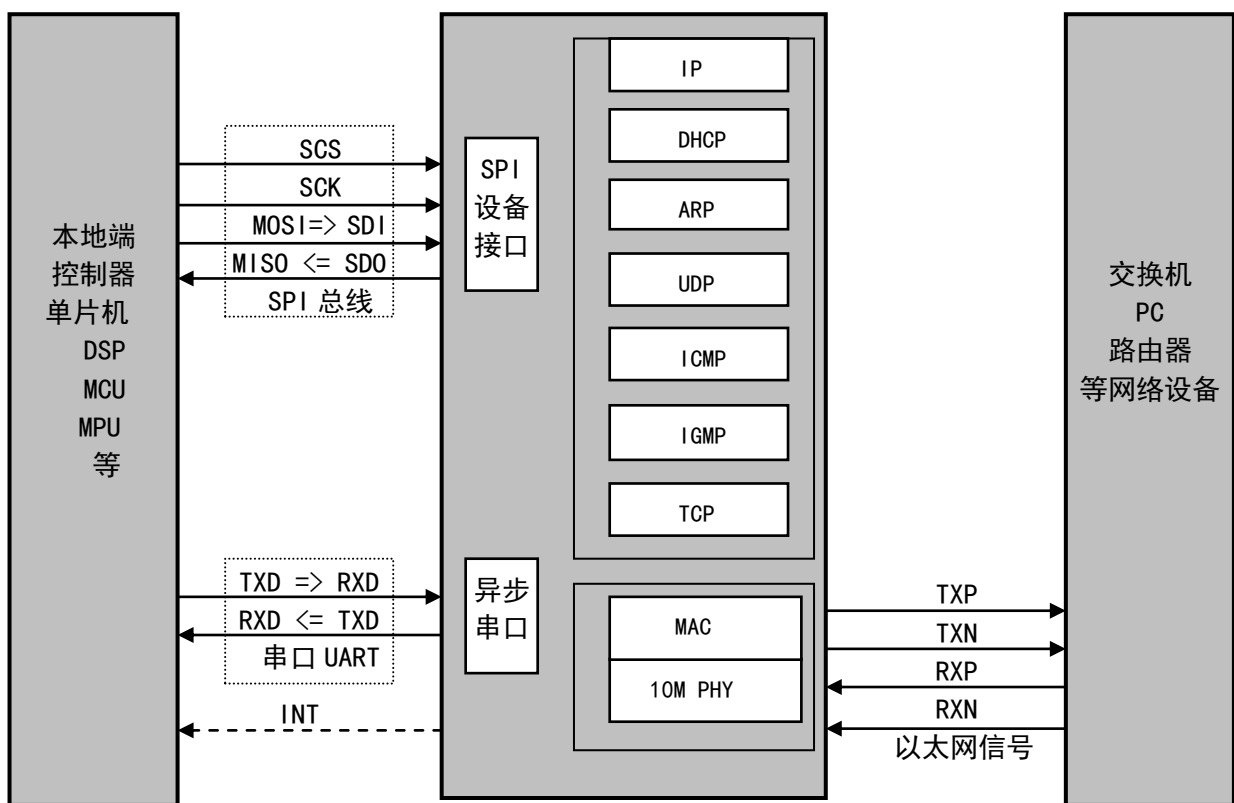 本地端
控制器
单片机
DSP
MCU
MPU
等
SCS
SCK
MOSI=> SDI
MISO <= SDO
SPI 总线
TXD => RXD
RXD <= TXD
串口 UART
INT
SPI
设备
接口
异步
串口
IP
DHCP
ARP
UDP
ICMP
IGMP
TCP
MAC
10M PHY
TXP
TXN
RXP
RXN
以太网信号
交换机
PC
路由器
等网络设备